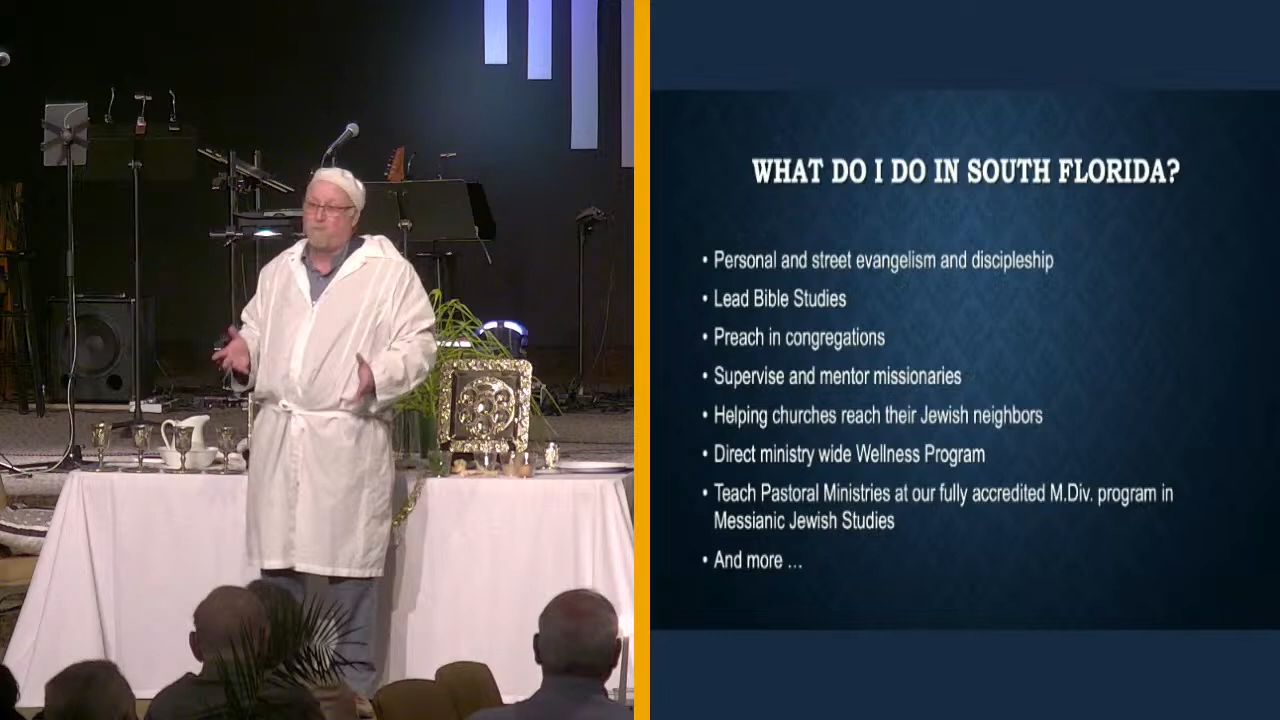 WHAT DO I DO IN SOUTH FLORIDA?
• Personal and street evangelism and discipleship
• Lead Bible Studies
• Preach in congregations
• Supervise and mentor missionaries
• Helping churches reach their Jewish neighbors
• Direct ministry wide Wellness Program
• Teach Pastoral Ministries at our fully accredited M.Div. program in
Messianic Jewish Studies
• And more ...